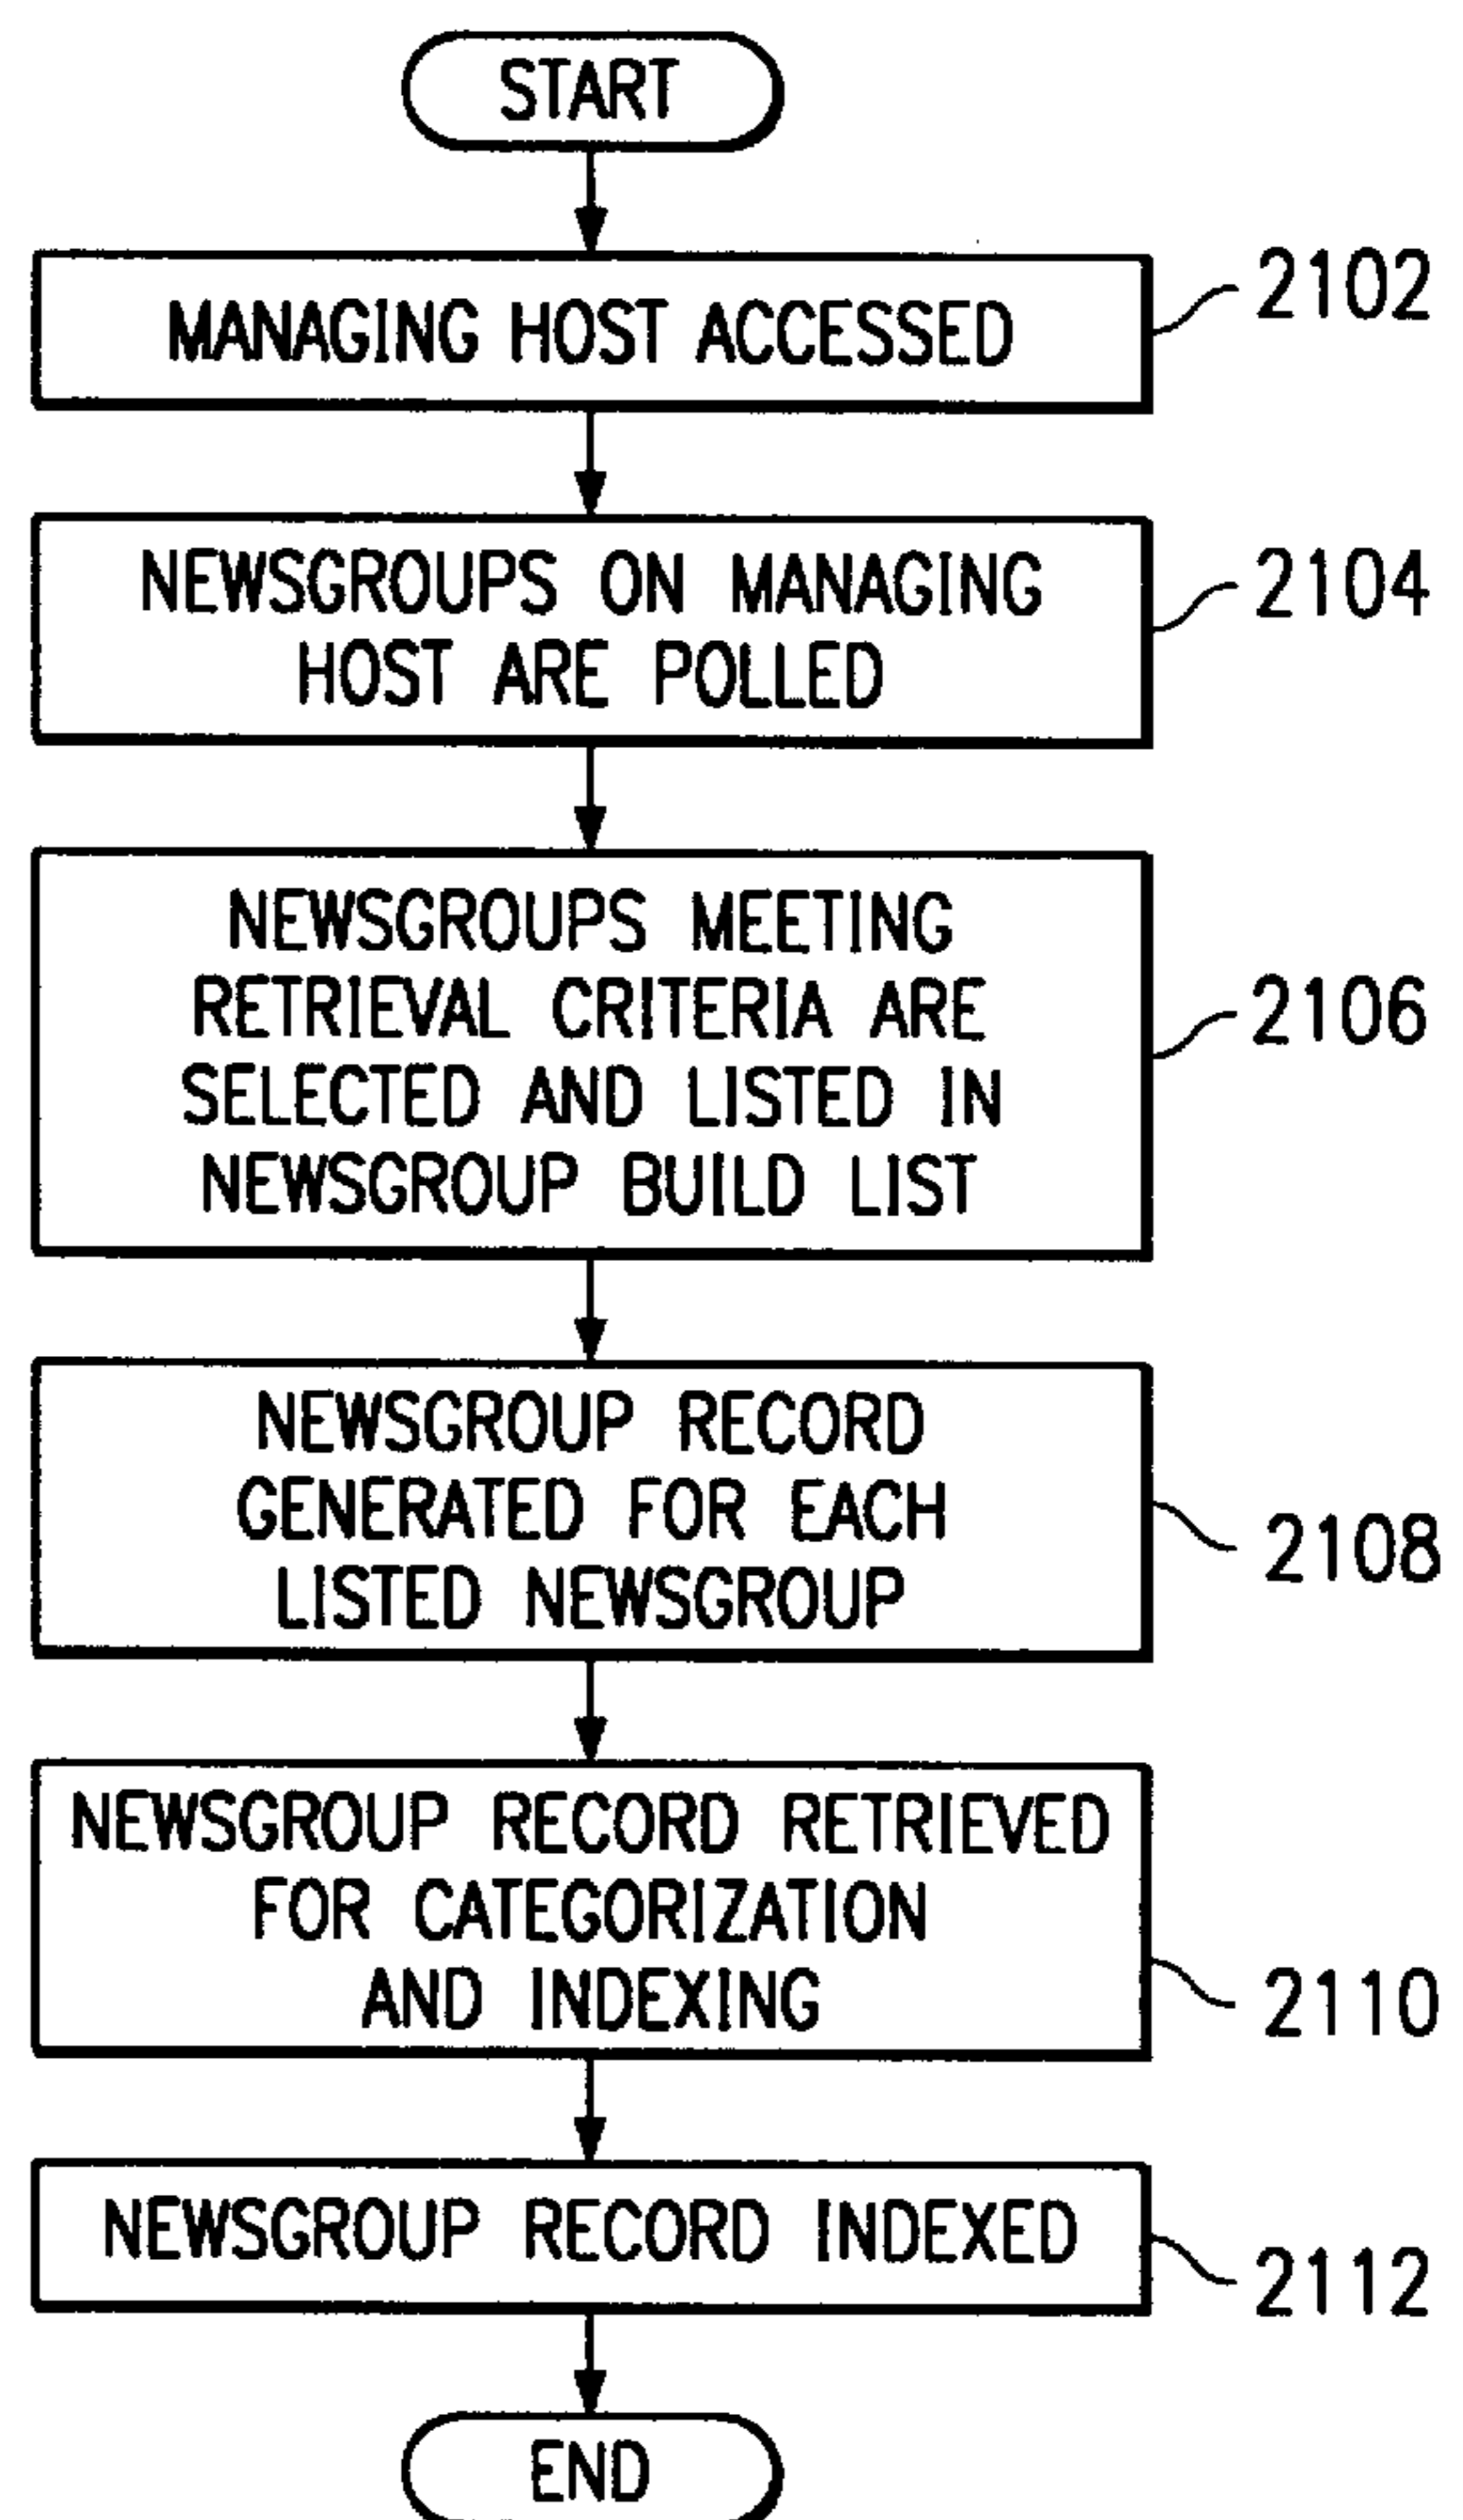 START
MANAGING HOST ACCESSED
2102
NEWSGROUPS ON MANAGING
HOST ARE POLLED
2104
NEWSGROUPS MEETING
RETRIEVAL CRITERIA ARE
SELECTED AND LISTED IN
NEWSGROUP BUILD LIST
2106
NEWSGROUP RECORD
GENERATED FOR EACH
LISTED NEWSGROUP
2108
NEWSGROUP RECORD RETRIEVED
FOR CATEGORIZATION
AND INDEXING
2110
NEWSGROUP RECORD INDEXED
2112
END